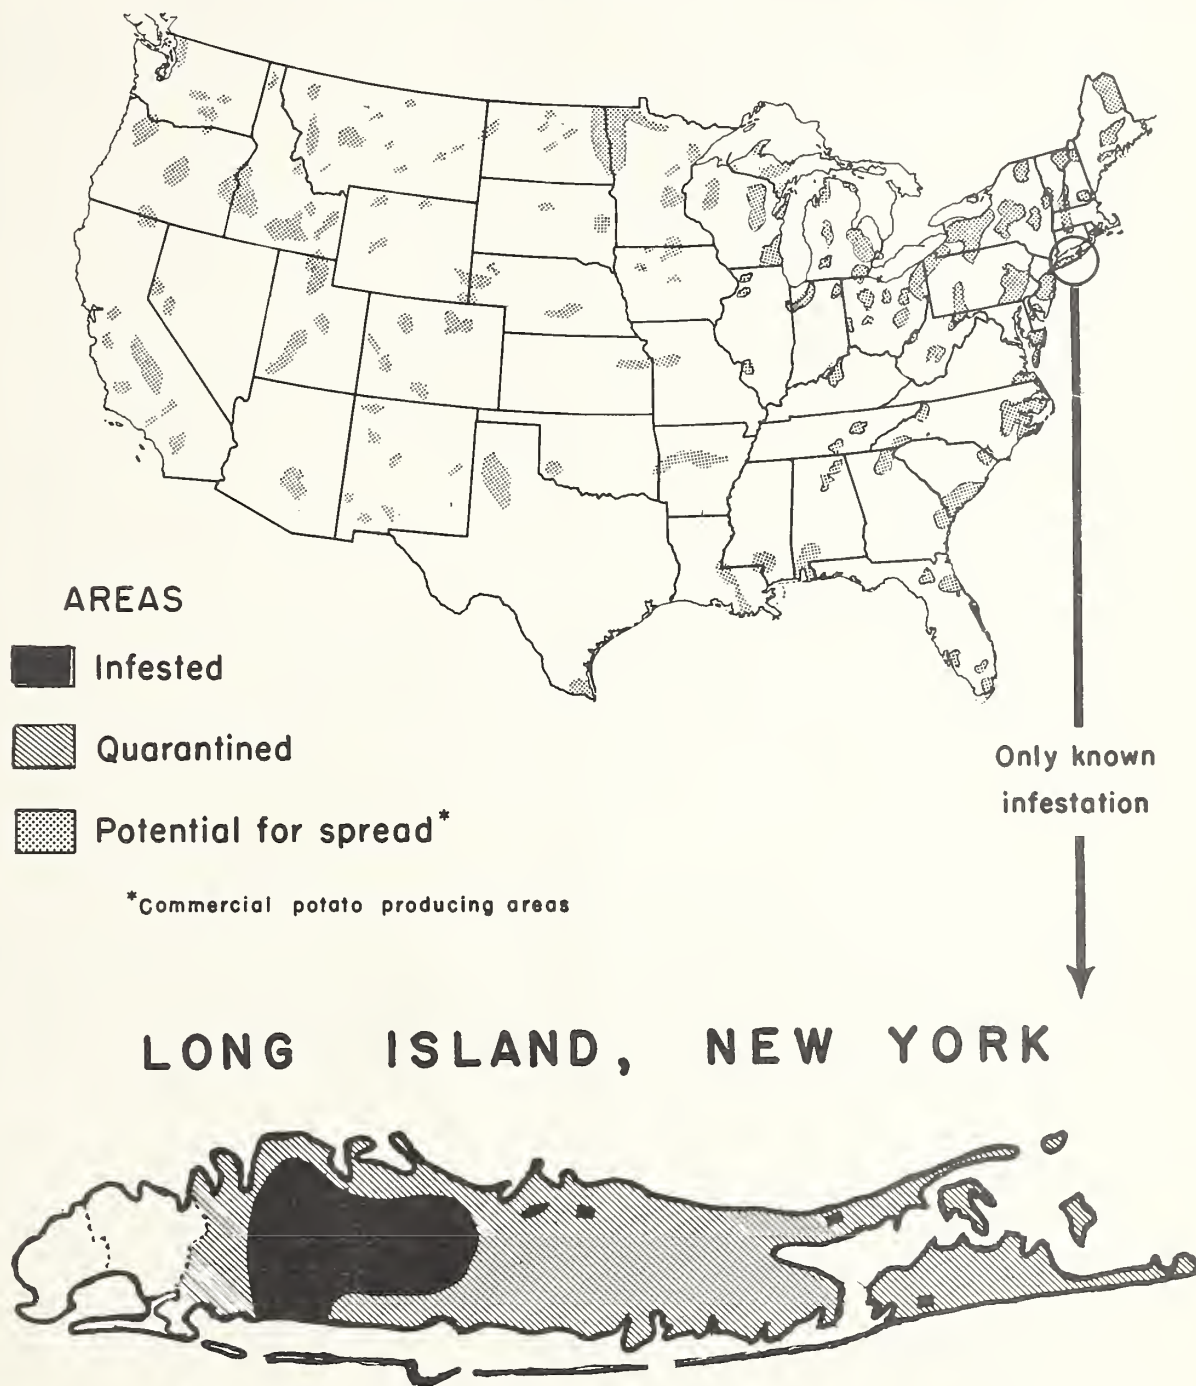 AREAS
Infested
Quarantined
Potential for spread*
*Commercial potato producing areas
Only known
infestation
LONG ISLAND, NEW YORK